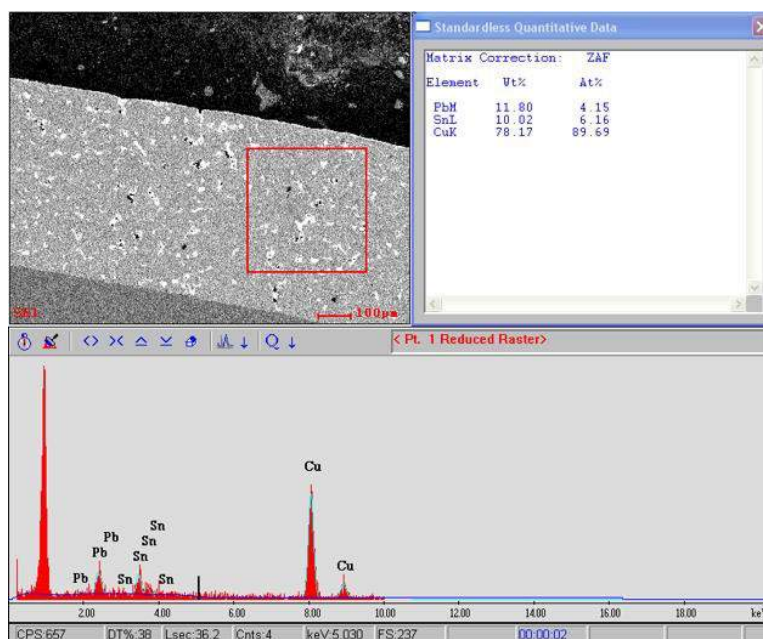 Standardless Quantitative Data
Matrix Correction: ZAF
Element Wt% At%
PbM 11.80 4.15
SnL 10.02 6.16
CuK 78.17 89.69
100µm
< Pt. 1 Reduced Raster>
Q
Cu
Sn
Pb Sn
Pb Sn
Cu
Pb Sn Sn
2.00 4.00 6.00 8.00 10.00 12.00 14.00 16.00 18.00 keV
CPS:657 DT%:38 Lsec:36.2 Cnts:4 keV:5.030 FS:237 00:00:02